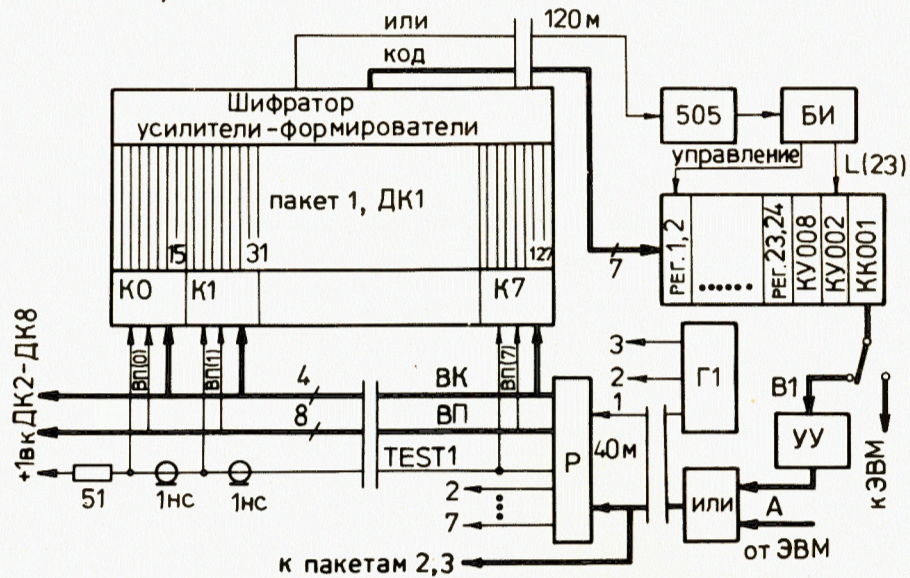 или
120м
код
Шифратор
усилители-формирователи
505
БИ
управление
L(23)
пакет 1, ДК1
15
31
127
К0
К1
К7
7
РЕГ. 1, 2
......
РЕГ. 23,24
КУ008
КУ002
КК001
ВП(0)
ВП(1)
ВП(7)
4
ВК
8
ВП
TEST1
+1вк ДК2-ДК8
51
1нс
1нс
2
7
Р
3
2
1
Г1
40м
В1
УУ
к ЭВМ
или
А
от ЭВМ
к пакетам 2,3